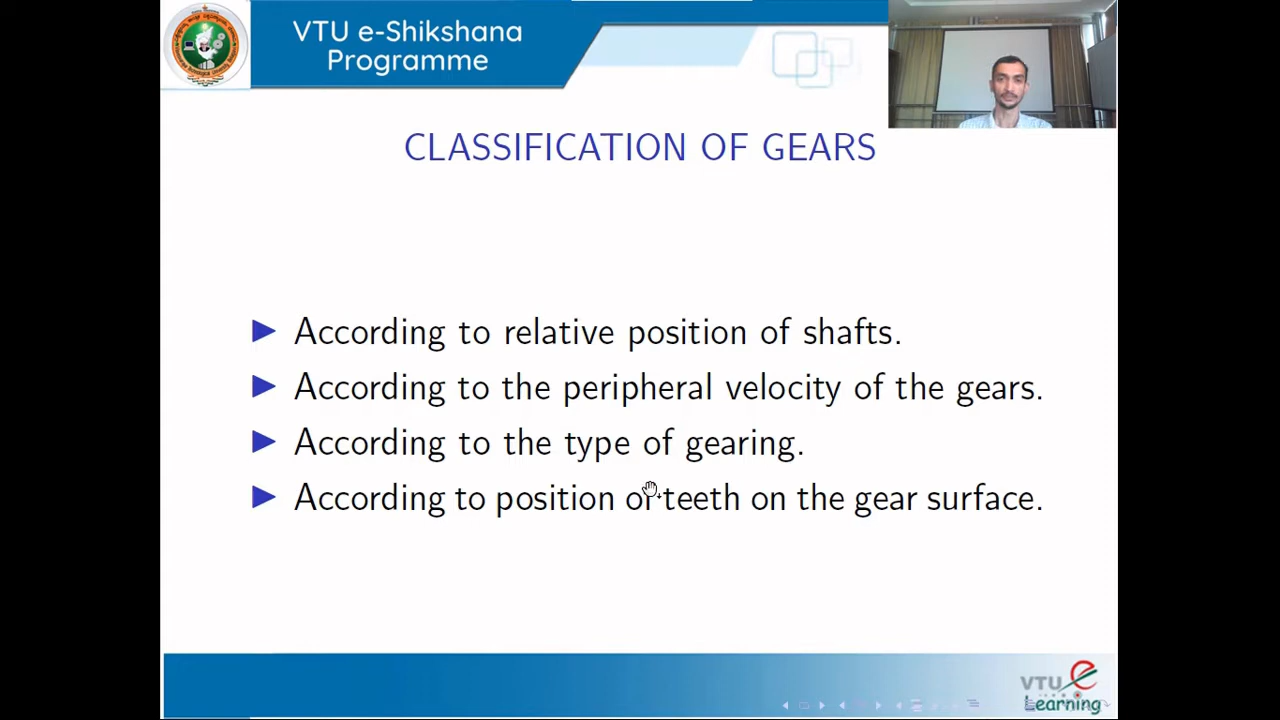 VTU e-Shikshana
Programme
CLASSIFICATION OF GEARS
▶ According to relative position of shafts.
▶ According to the peripheral velocity of the gears.
▶ According to the type of gearing.
▶ According to position of teeth on the gear surface.
VTU e
Learning